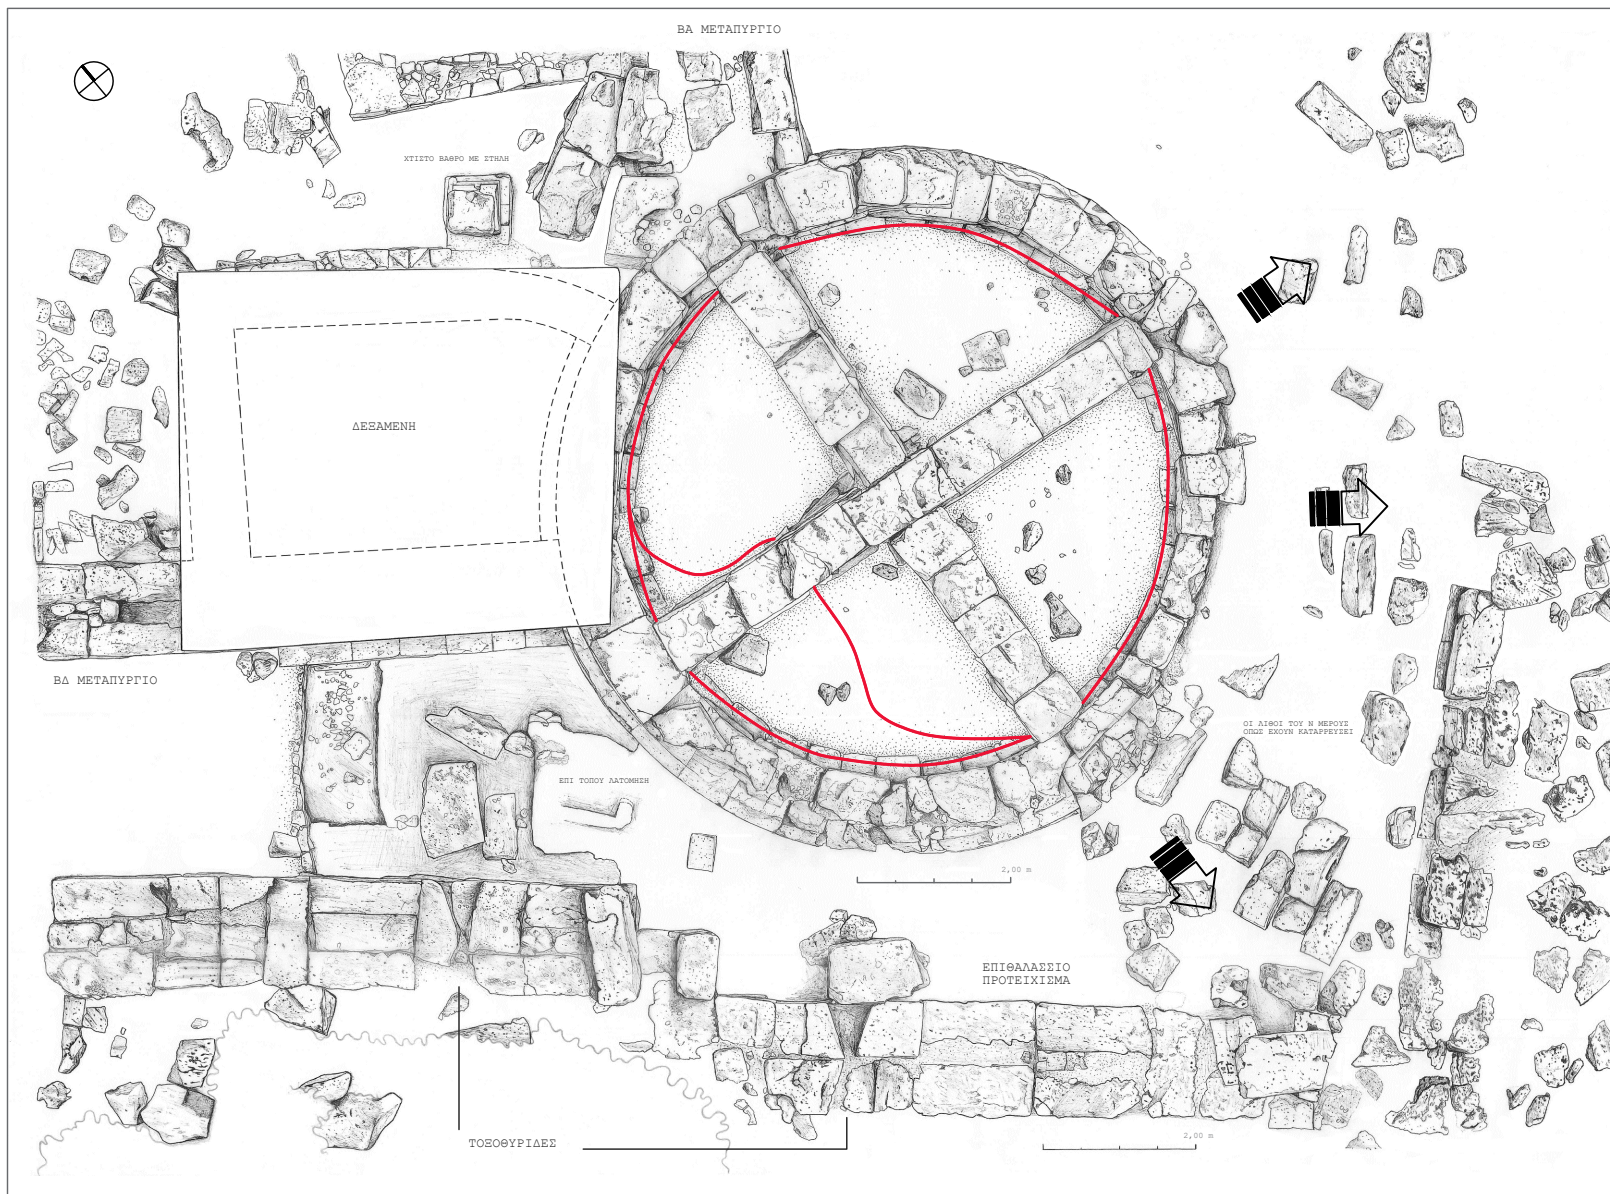 ΒΑ ΜΕΤΑΠΥΡΓΙΟ
ΧΤΙΣΤΟ ΒΑΘΡΟ ΜΕ ΣΤΗΛΗ
ΔΕΞΑΜΕΝΗ
ΒΔ ΜΕΤΑΠΥΡΓΙΟ
ΟΙ ΛΙΘΟΙ ΤΟΥ Ν ΜΕΡΟΥΣ
ΟΠΩΣ ΕΧΟΥΝ ΚΑΤΑΡΡΕΥΣΕΙ
ΕΠΙ ΤΟΠΟΥ ΛΑΤΟΜΗΣΗ
2,00 m
ΕΠΙΘΑΛΑΣΣΙΟ
ΠΡΟΤΕΙΧΙΣΜΑ
ΤΟΞΟΘΥΡΙΔΕΣ
2,00 m